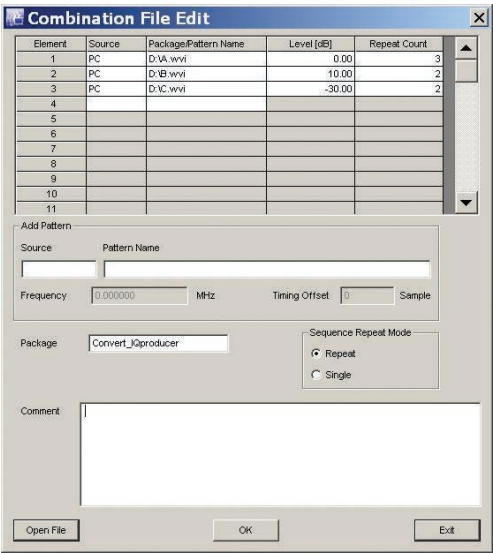 Combination File Edit
Element Source Package/Pattern Name Level [dB] Repeat Count
1 PC D:\A.wvi 0.00 3
2 PC D:\B.wvi 10.00 2
3 PC D:\C.wvi -30.00 2
4
5
6
7
8
9
10
11
Add Pattern
Source Pattern Name
Frequency 0.000000 MHz Timing Offset 0 Sample
Package Convert_IQproducer
Sequence Repeat Mode
Repeat
Single
Comment
Open File OK Exit